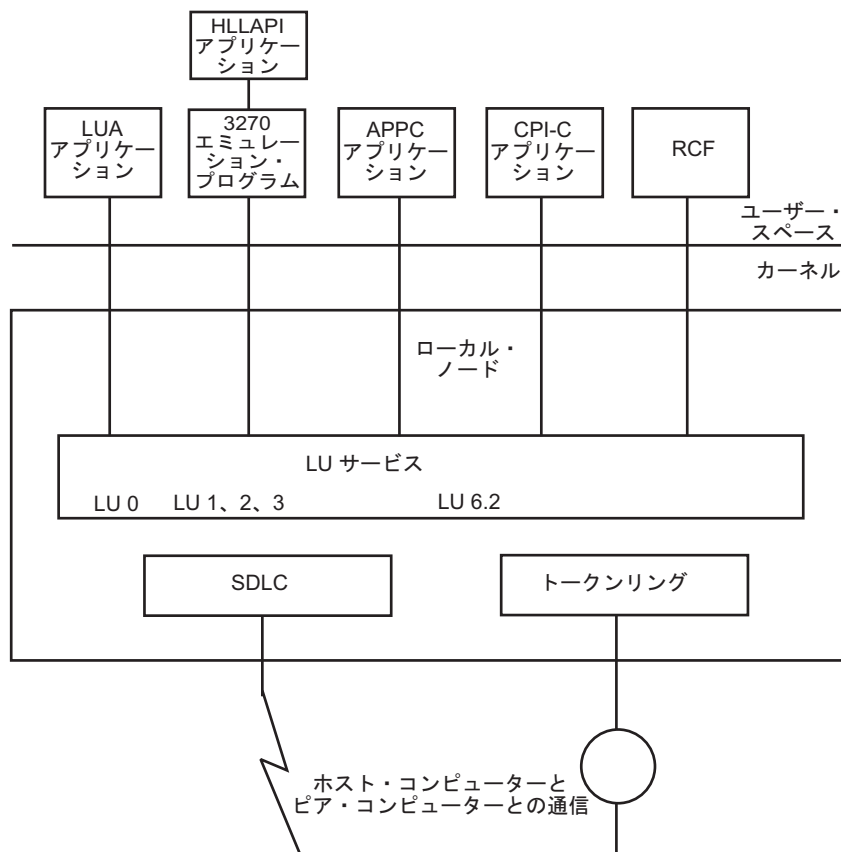 HLLAPI
アプリケー
ション
LUA
アプリケー
ション
3270
エミュレー
ション・
プログラム
APPC
アプリケー
ション
CPI-C
アプリケー
ション
RCF
ユーザー・
スペース
カーネル
ローカル・
ノード
LU サービス
LU 0
LU 1、2、3
LU 6.2
SDLC
トークンリング
ホスト・コンピューターと
ピア・コンピューターとの通信